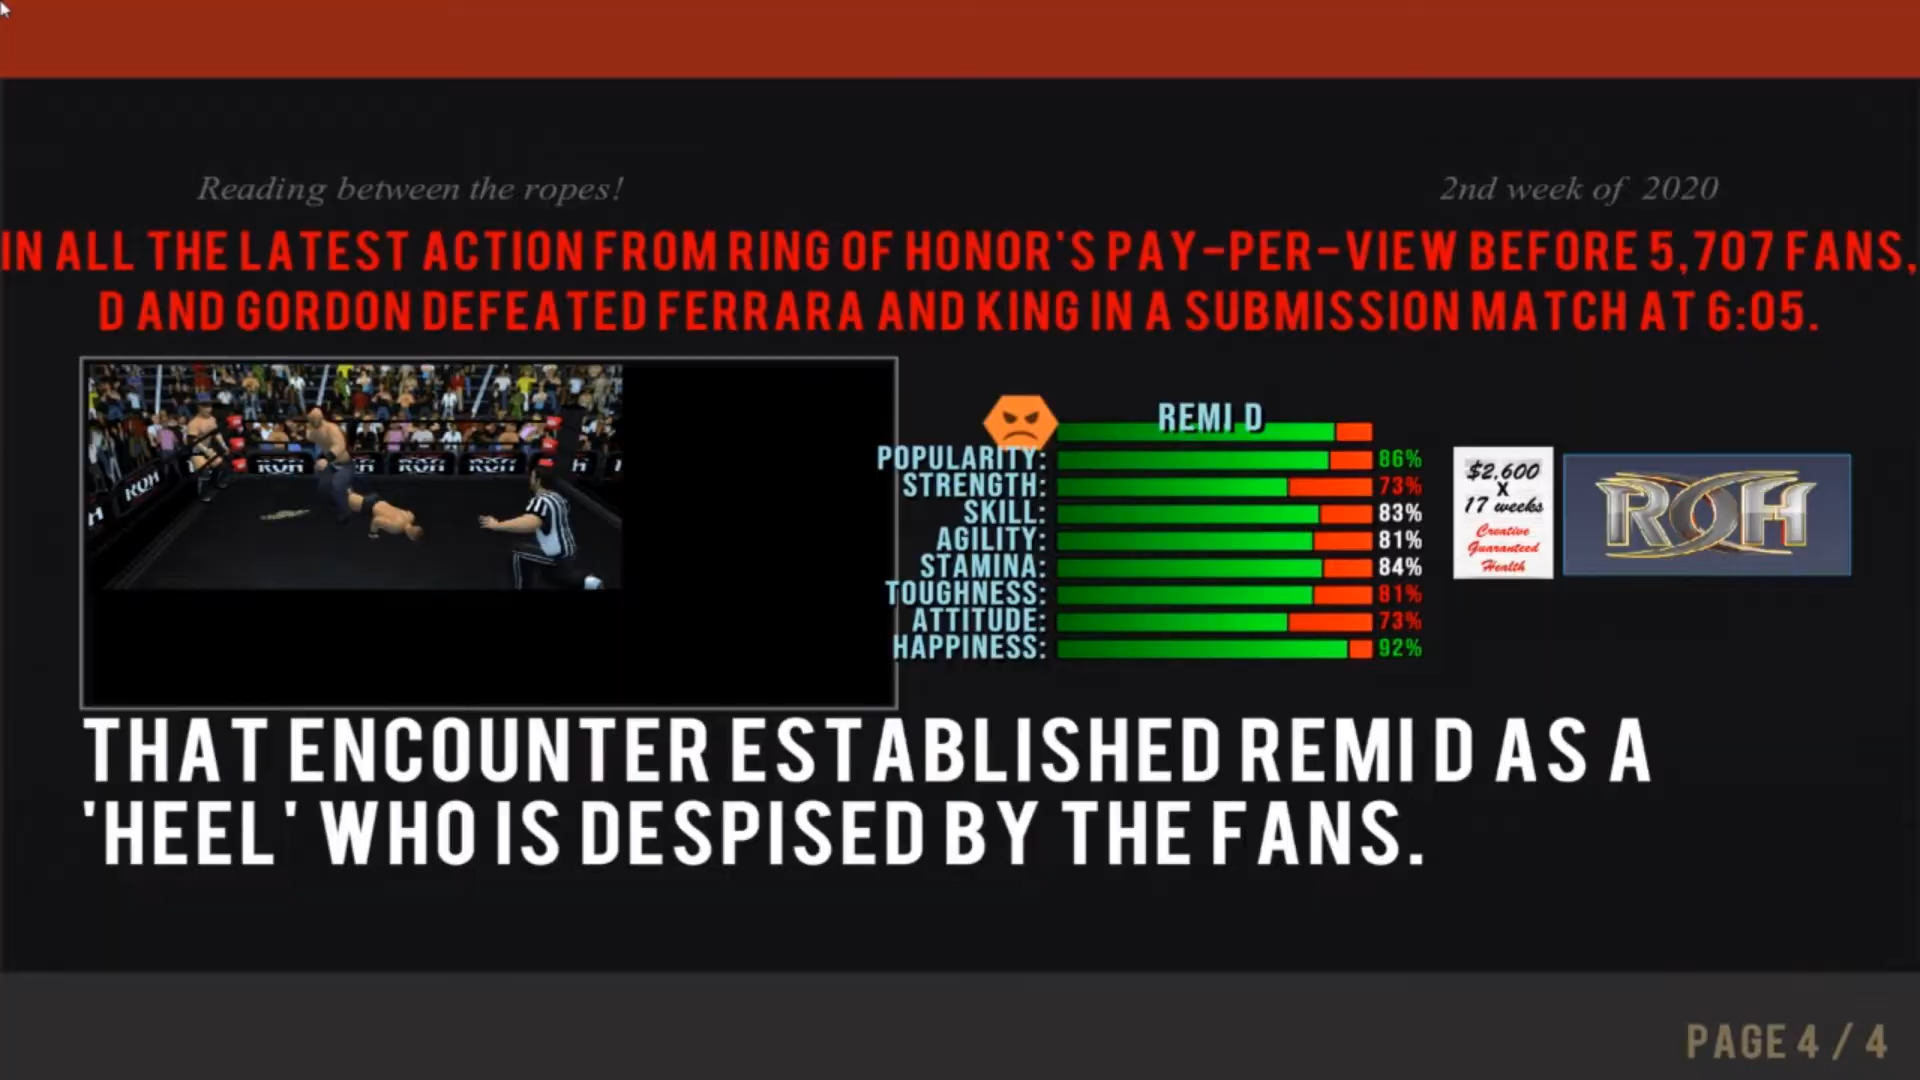 Reading between the ropes!
2nd week of 2020
IN ALL THE LATEST ACTION FROM RING OF HONOR'S PAY-PER-VIEW BEFORE 5,707 FANS,
D AND GORDON DEFEATED FERRARA AND KING IN A SUBMISSION MATCH AT 6:05.
ROH ROH ROH ROH
REMI D
POPULARITY: 86%
STRENGTH: 73%
SKILL: 83%
AGILITY: 81%
STAMINA: 84%
TOUGHNESS: 81%
ATTITUDE: 73%
HAPPINESS: 92%
$2,600
X
17 weeks
Creative
Guaranteed
Health
ROH
THAT ENCOUNTER ESTABLISHED REMI D AS A
'HEEL' WHO IS DESPISED BY THE FANS.
PAGE 4 / 4